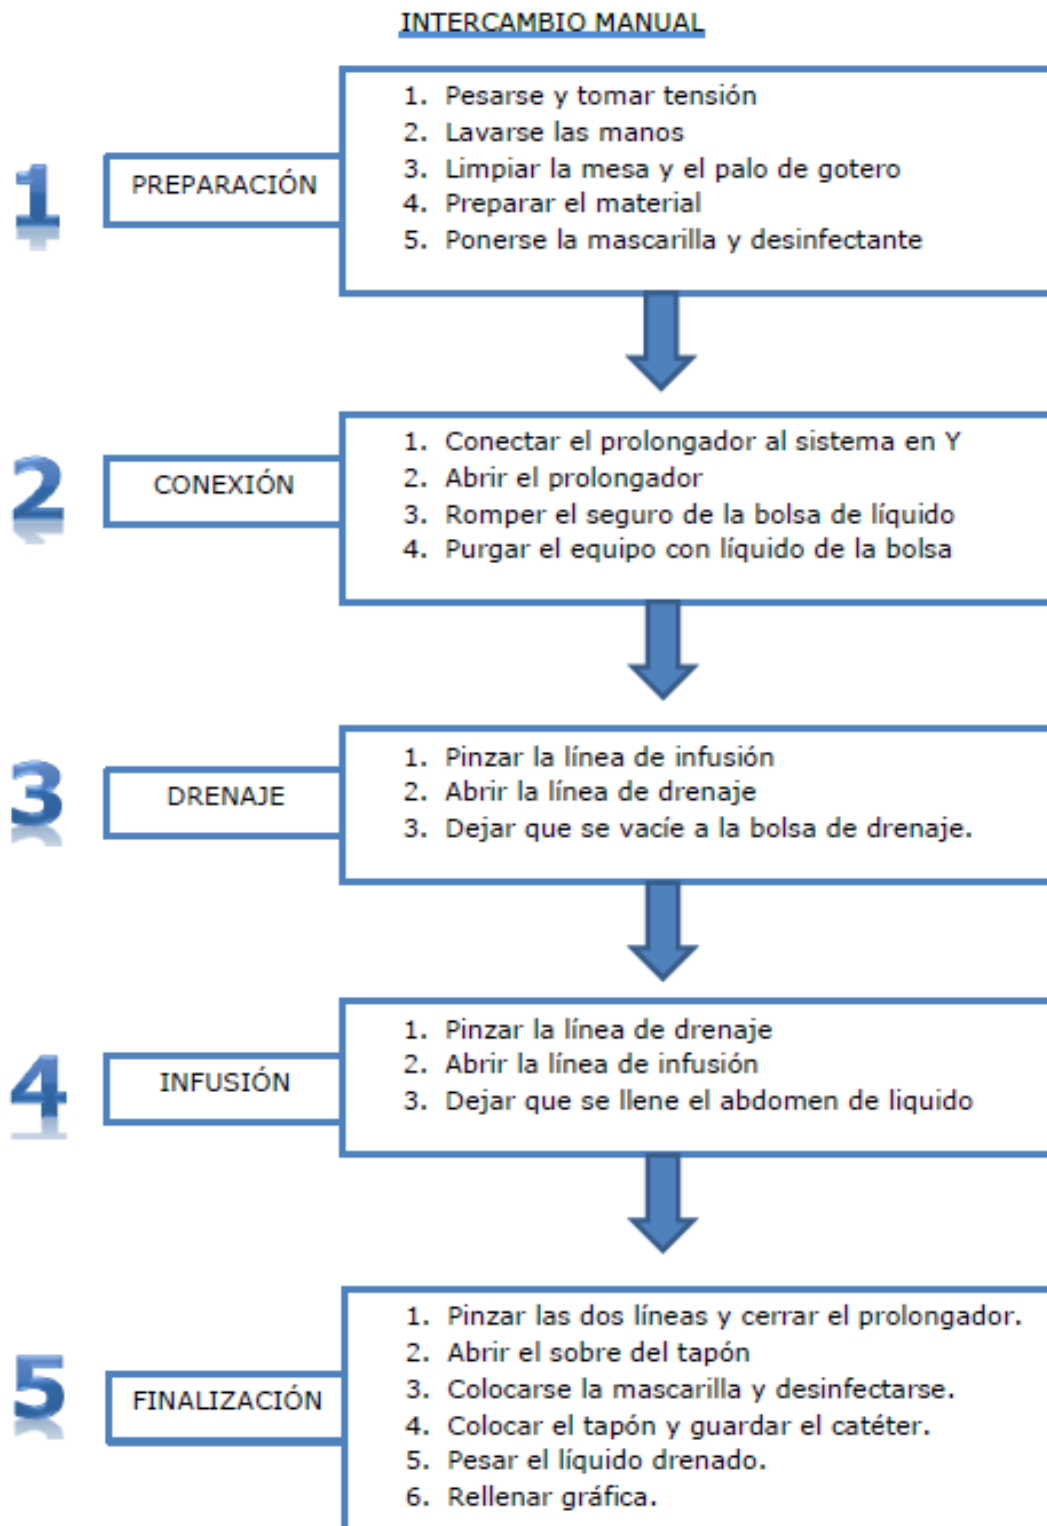 INTERCAMBIO MANUAL
1
PREPARACIÓN
1. Pesarse y tomar tensión
2. Lavarse las manos
3. Limpiar la mesa y el palo de gotero
4. Preparar el material
5. Ponerse la mascarilla y desinfectante
2
CONEXIÓN
1. Conectar el prolongador al sistema en Y
2. Abrir el prolongador
3. Romper el seguro de la bolsa de líquido
4. Purgar el equipo con líquido de la bolsa
3
DRENAJE
1. Pinzar la línea de infusión
2. Abrir la línea de drenaje
3. Dejar que se vacíe a la bolsa de drenaje.
4
INFUSIÓN
1. Pinzar la línea de drenaje
2. Abrir la línea de infusión
3. Dejar que se llene el abdomen de liquido
5
FINALIZACIÓN
1. Pinzar las dos líneas y cerrar el prolongador.
2. Abrir el sobre del tapón
3. Colocarse la mascarilla y desinfectarse.
4. Colocar el tapón y guardar el catéter.
5. Pesar el líquido drenado.
6. Rellenar gráfica.